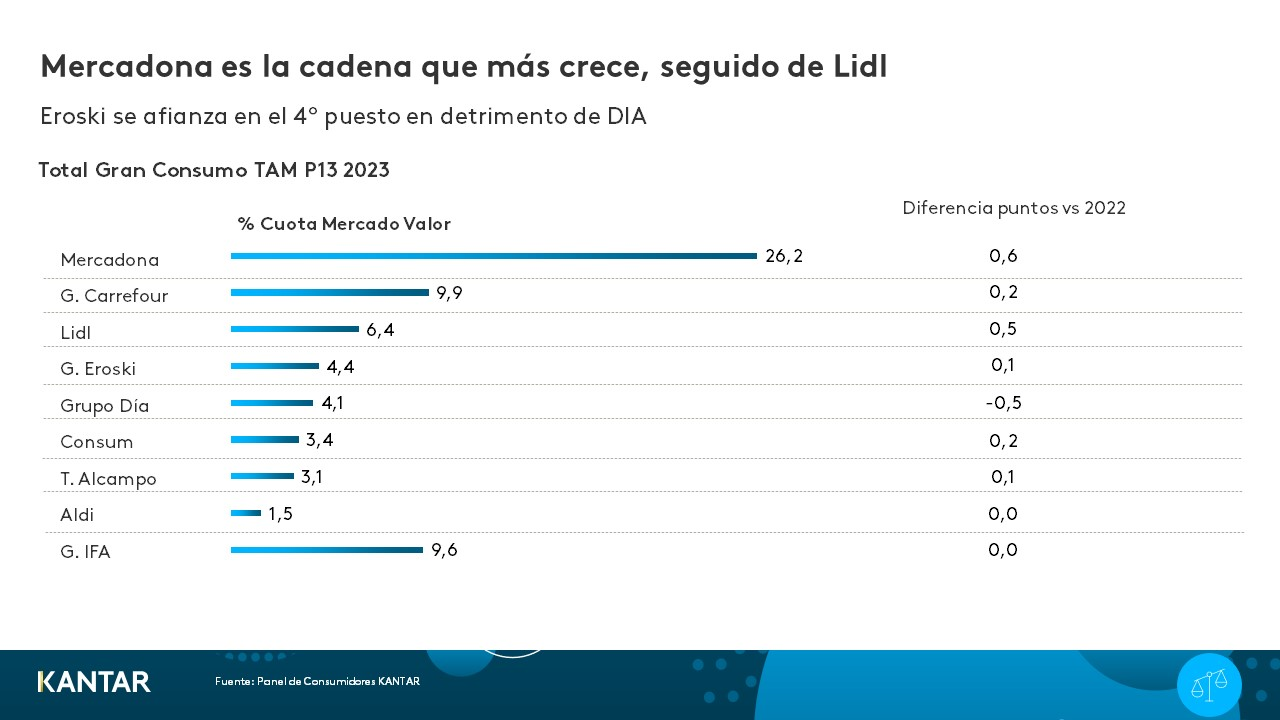 Mercadona es la cadena que más crece, seguido de Lidl
Eroski se afianza en el 4º puesto en detrimento de DIA
Total Gran Consumo TAM P13 2023
Diferencia puntos vs 2022
% Cuota Mercado Valor
Mercadona 26,2 0,6
G. Carrefour 9,9 0,2
Lidl 6,4 0,5
G. Eroski 4,4 0,1
Grupo Día 4,1 -0,5
Consum 3,4 0,2
T. Alcampo 3,1 0,1
Aldi 1,5 0,0
G. IFA 9,6 0,0
KANTAR Fuente: Panel de Consumidores KANTAR